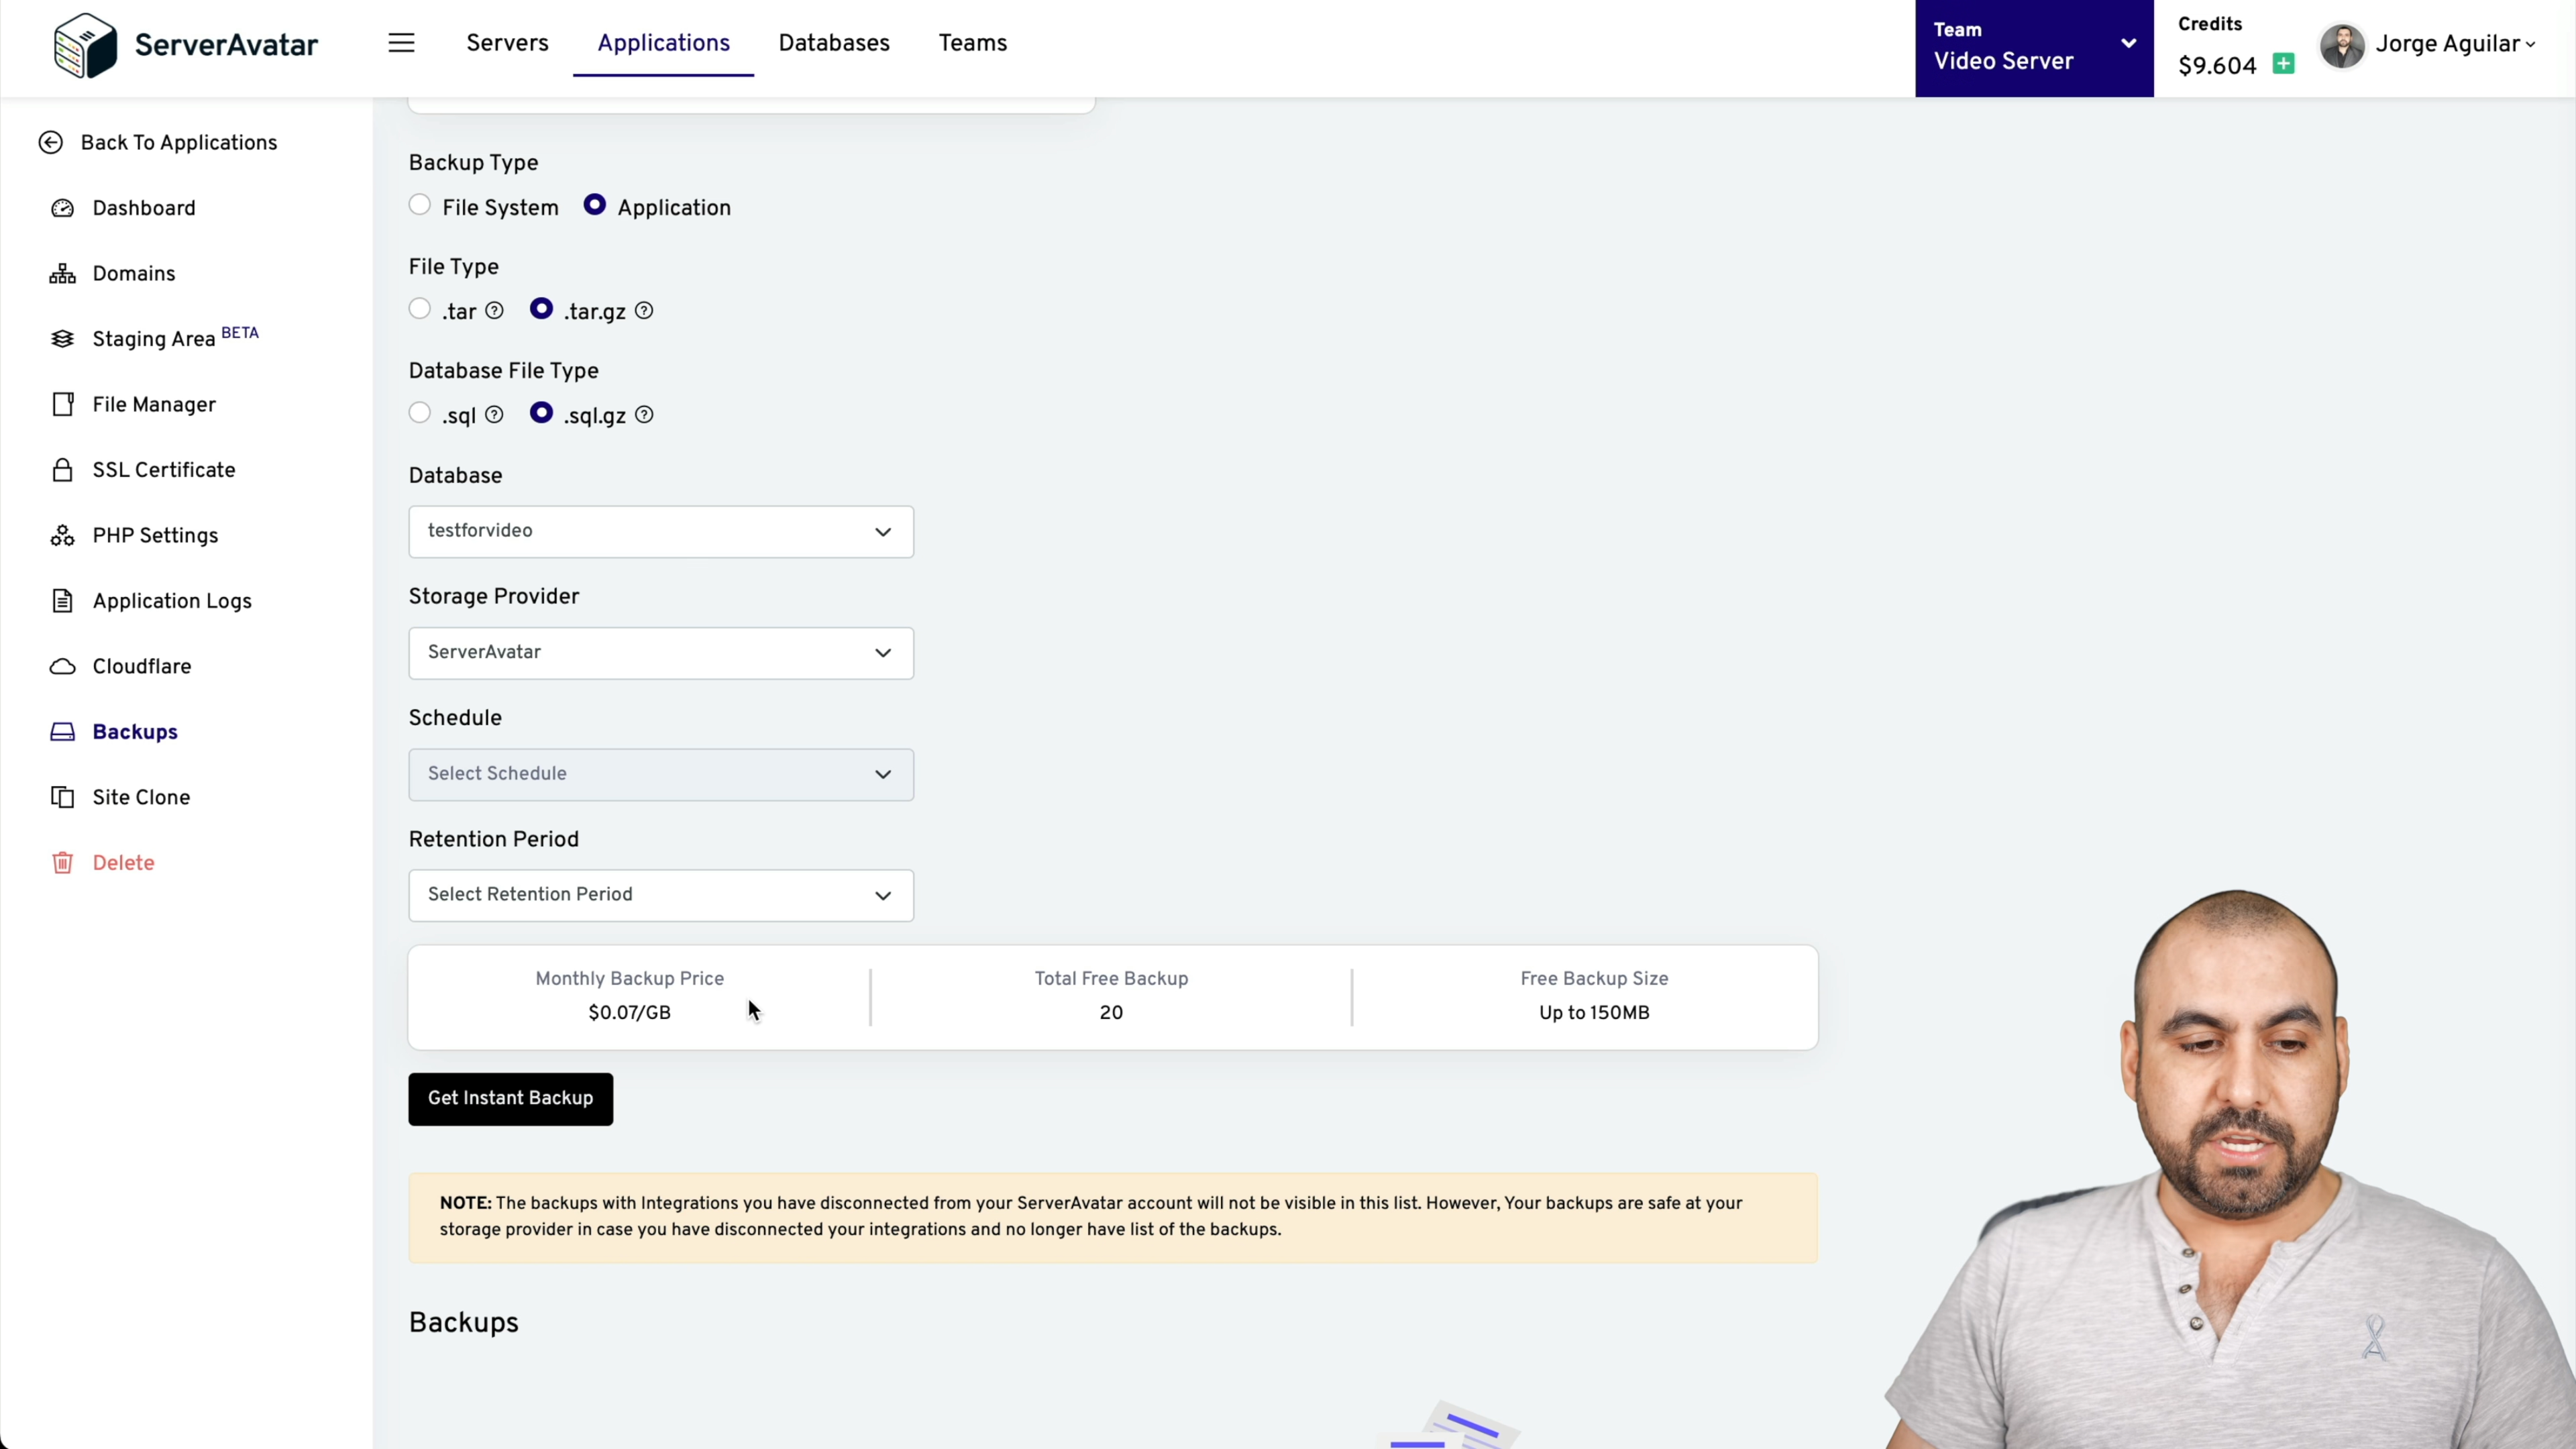 ServerAvatar
Servers
Applications
Databases
Teams
Team
Video Server
Credits
$9.604
Jorge Aguilar
Back To Applications
Dashboard
Domains
Staging Area BETA
File Manager
SSL Certificate
PHP Settings
Application Logs
Cloudflare
Backups
Site Clone
Delete
Backup Type
File System
Application
File Type
.tar
.tar.gz
Database File Type
.sql
.sql.gz
Database
testforvideo
Storage Provider
ServerAvatar
Schedule
Select Schedule
Retention Period
Select Retention Period
Monthly Backup Price
$0.07/GB
Total Free Backup
20
Free Backup Size
Up to 150MB
Get Instant Backup
NOTE: The backups with Integrations you have disconnected from your ServerAvatar account will not be visible in this list. However, Your backups are safe at your
storage provider in case you have disconnected your integrations and no longer have list of the backups.
Backups